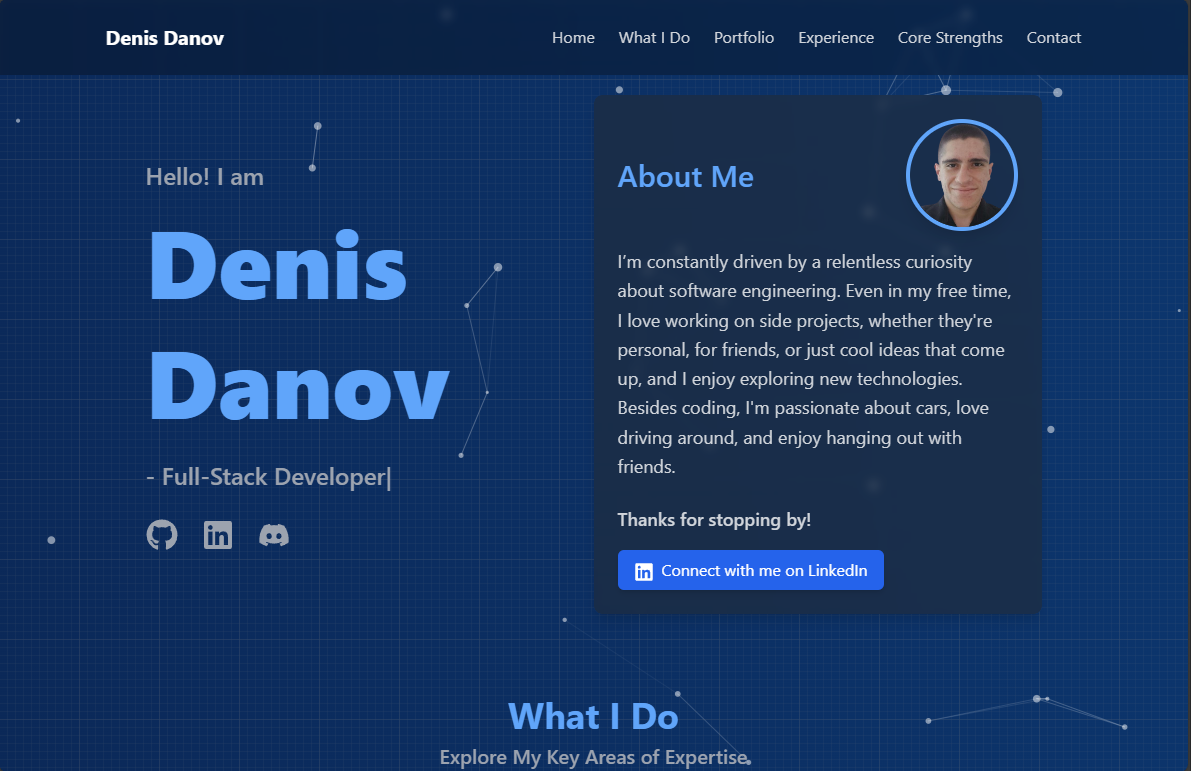 Denis Danov
Home What I Do Portfolio Experience Core Strengths Contact
Hello! I am
Denis
Danov
- Full-Stack Developer|
in
About Me
I’m constantly driven by a relentless curiosity
about software engineering. Even in my free time,
I love working on side projects, whether they're
personal, for friends, or just cool ideas that come
up, and I enjoy exploring new technologies.
Besides coding, I'm passionate about cars, love
driving around, and enjoy hanging out with
friends.
Thanks for stopping by!
in Connect with me on LinkedIn
What I Do
Explore My Key Areas of Expertise